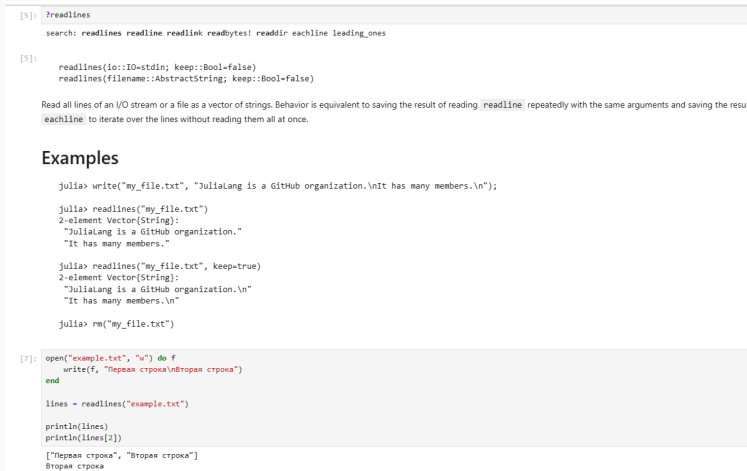 [5]: ?readlines
search: readlines readline readlink readbytes! readdir eachline leading_ones
[5]:
readlines(io::IO=stdin; keep::Bool=false)
readlines(filename::AbstractString; keep::Bool=false)
Read all lines of an I/O stream or a file as a vector of strings. Behavior is equivalent to saving the result of reading readline repeatedly with the same arguments and saving the resu
eachline to iterate over the lines without reading them all at once.
Examples
julia> write("my_file.txt", "JuliaLang is a GitHub organization.\nIt has many members.\n");
julia> readlines("my_file.txt")
2-element Vector{String}:
"JuliaLang is a GitHub organization."
"It has many members."
julia> readlines("my_file.txt", keep=true)
2-element Vector{String}:
"JuliaLang is a GitHub organization.\n"
"It has many members.\n"
julia> rm("my_file.txt")
[7]: open("example.txt", "w") do f
write(f, "Первая строка\nВторая строка")
end
lines = readlines("example.txt")
println(lines)
println(lines[2])
["Первая строка", "Вторая строка"]
Вторая строка